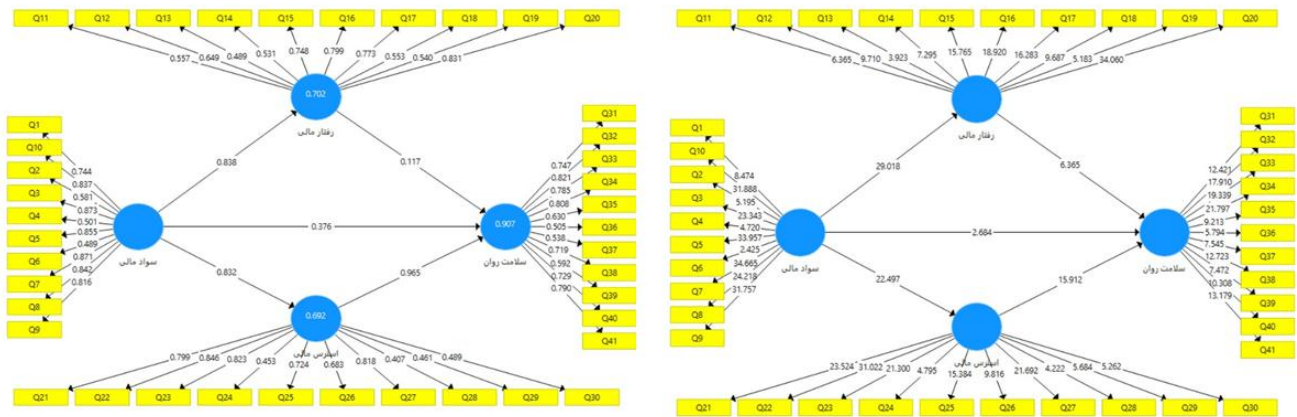 Q11 Q12 Q13 Q14 Q15 Q16 Q17 Q18 Q19 Q20
0.557 0.649 0.489 0.531 0.748 0.799 0.773 0.553 0.540 0.831
0.702
رفتار مالی
Q1
Q10
Q2
Q3
Q4
Q5
Q6
Q7
Q8
Q9
0.744
0.837
0.581
0.873
0.501
0.855
0.489
0.871
0.842
0.816
سواد مالی
0.838
0.117
0.376
0.832
0.965
0.907
سلامت روان
0.747
0.821
0.785
0.808
0.630
0.505
0.538
0.719
0.592
0.729
0.790
Q31
Q32
Q33
Q34
Q35
Q36
Q37
Q38
Q39
Q40
Q41
0.692
استرس مالی
0.799 0.846 0.823 0.453 0.724 0.683 0.818 0.407 0.461 0.489
Q21 Q22 Q23 Q24 Q25 Q26 Q27 Q28 Q29 Q30
Q11 Q12 Q13 Q14 Q15 Q16 Q17 Q18 Q19 Q20
6.365 9.710 3.923 7.295 15.765 18.920 16.283 9.687 5.183 34.060
رفتار مالی
Q1
Q10
Q2
Q3
Q4
Q5
Q6
Q7
Q8
Q9
8.474
31.888
5.195
23.343
4.720
33.957
2.425
34.665
24.218
31.757
سواد مالی
29.018
6.365
2.684
22.497
15.912
سلامت روان
12.421
17.910
19.339
21.797
9.213
5.794
7.545
12.723
7.472
10.308
13.179
Q31
Q32
Q33
Q34
Q35
Q36
Q37
Q38
Q39
Q40
Q41
استرس مالی
23.524 31.022 21.300 4.795 15.384 9.816 21.692 4.222 5.684 5.262
Q21 Q22 Q23 Q24 Q25 Q26 Q27 Q28 Q29 Q30